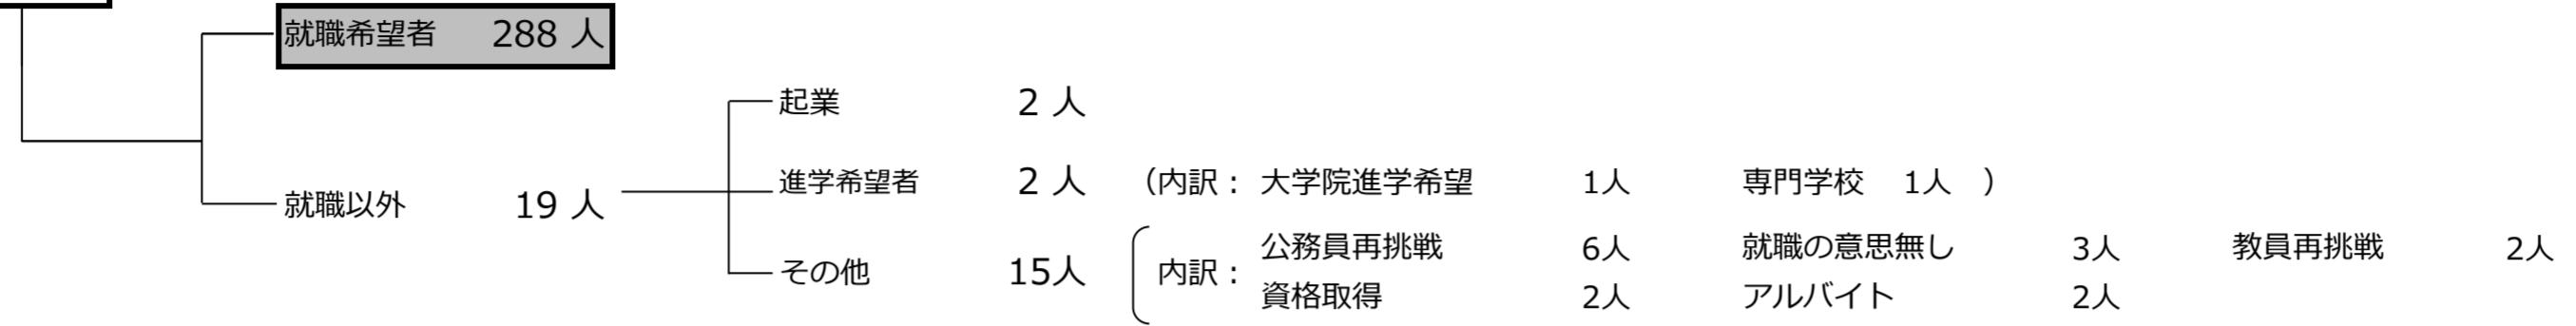 就職希望者 288 人
起業 2 人
進学希望者 2 人 （内訳： 大学院進学希望 1人 専門学校 1人 ）
就職以外 19 人
公務員再挑戦 6人 就職の意思無し 3人 教員再挑戦 2人
その他 15人 内訳：
資格取得 2人 アルバイト 2人